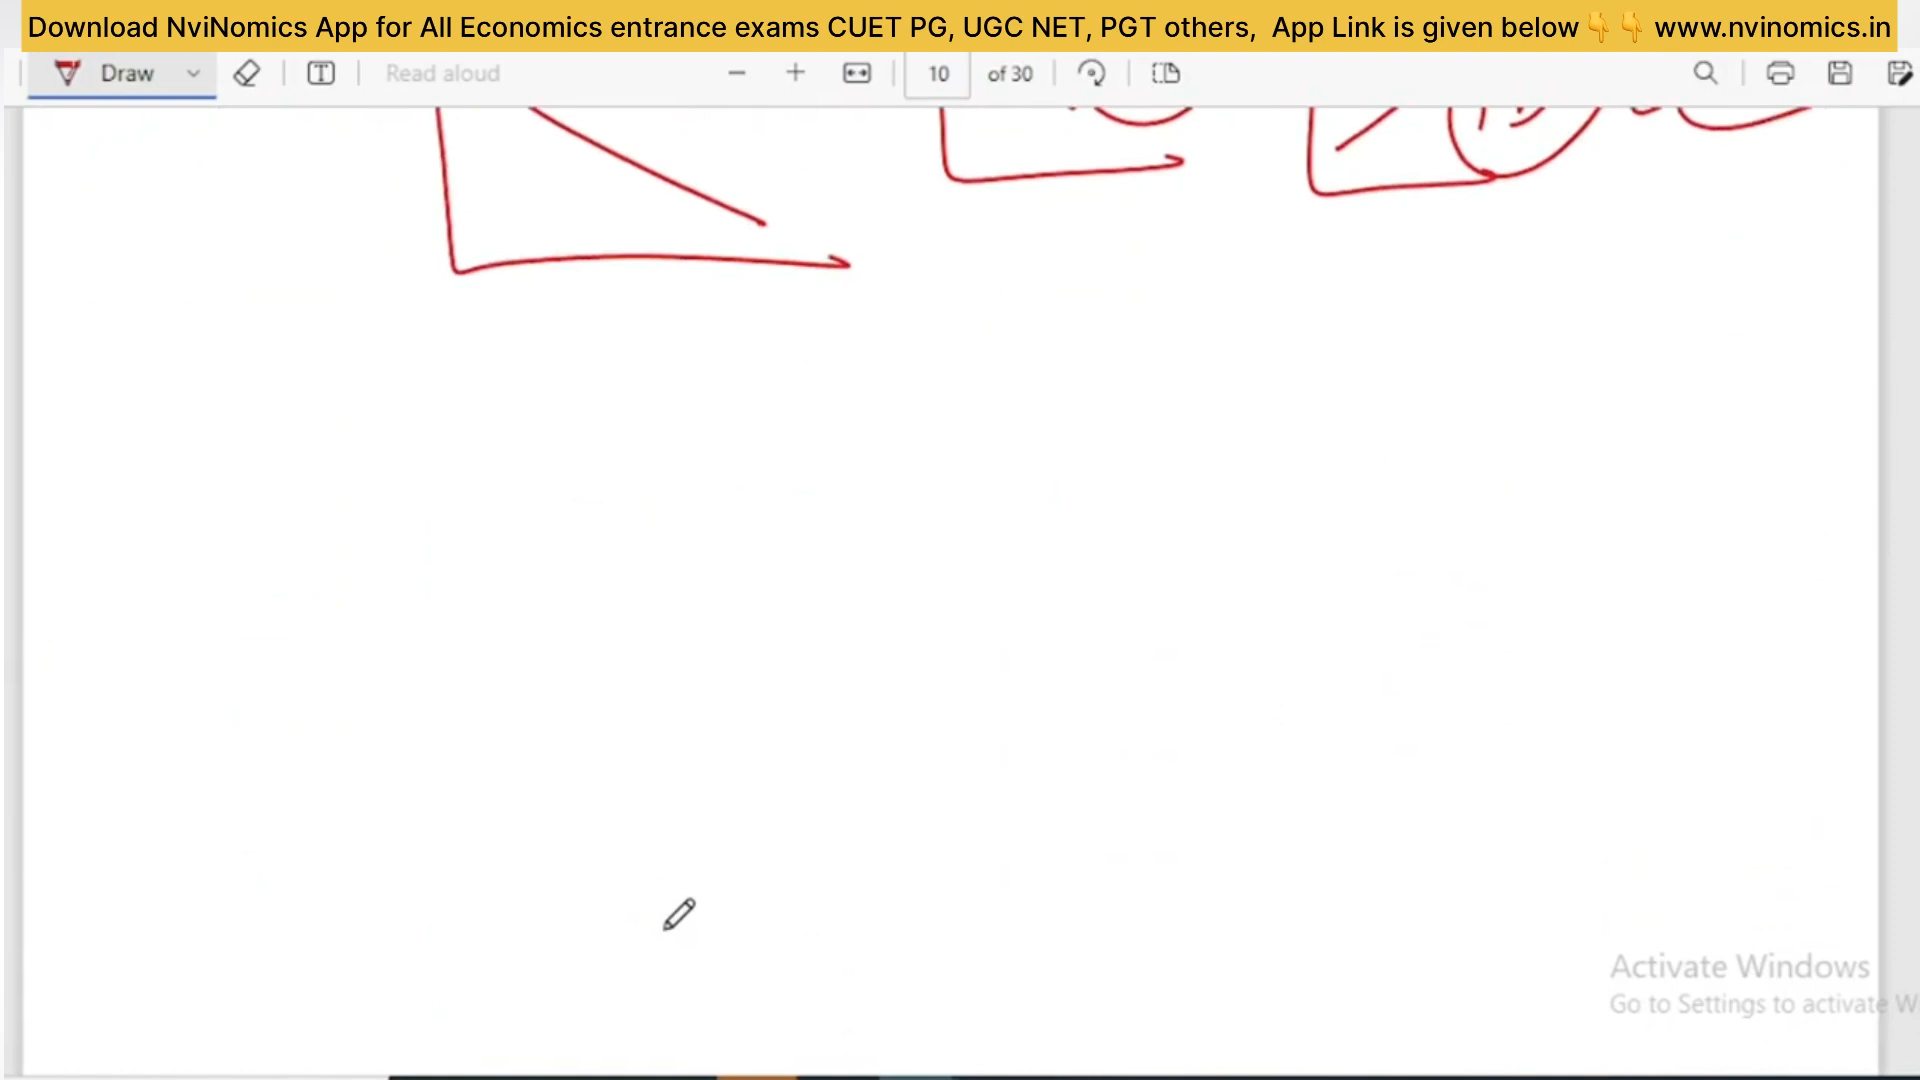 Download NviNomics App for All Economics entrance exams CUET PG, UGC NET, PGT others, App Link is given below👇👇 www.nvinomics.in
Draw
Read aloud
10 of 30
Activate Windows
Go to Settings to activate W